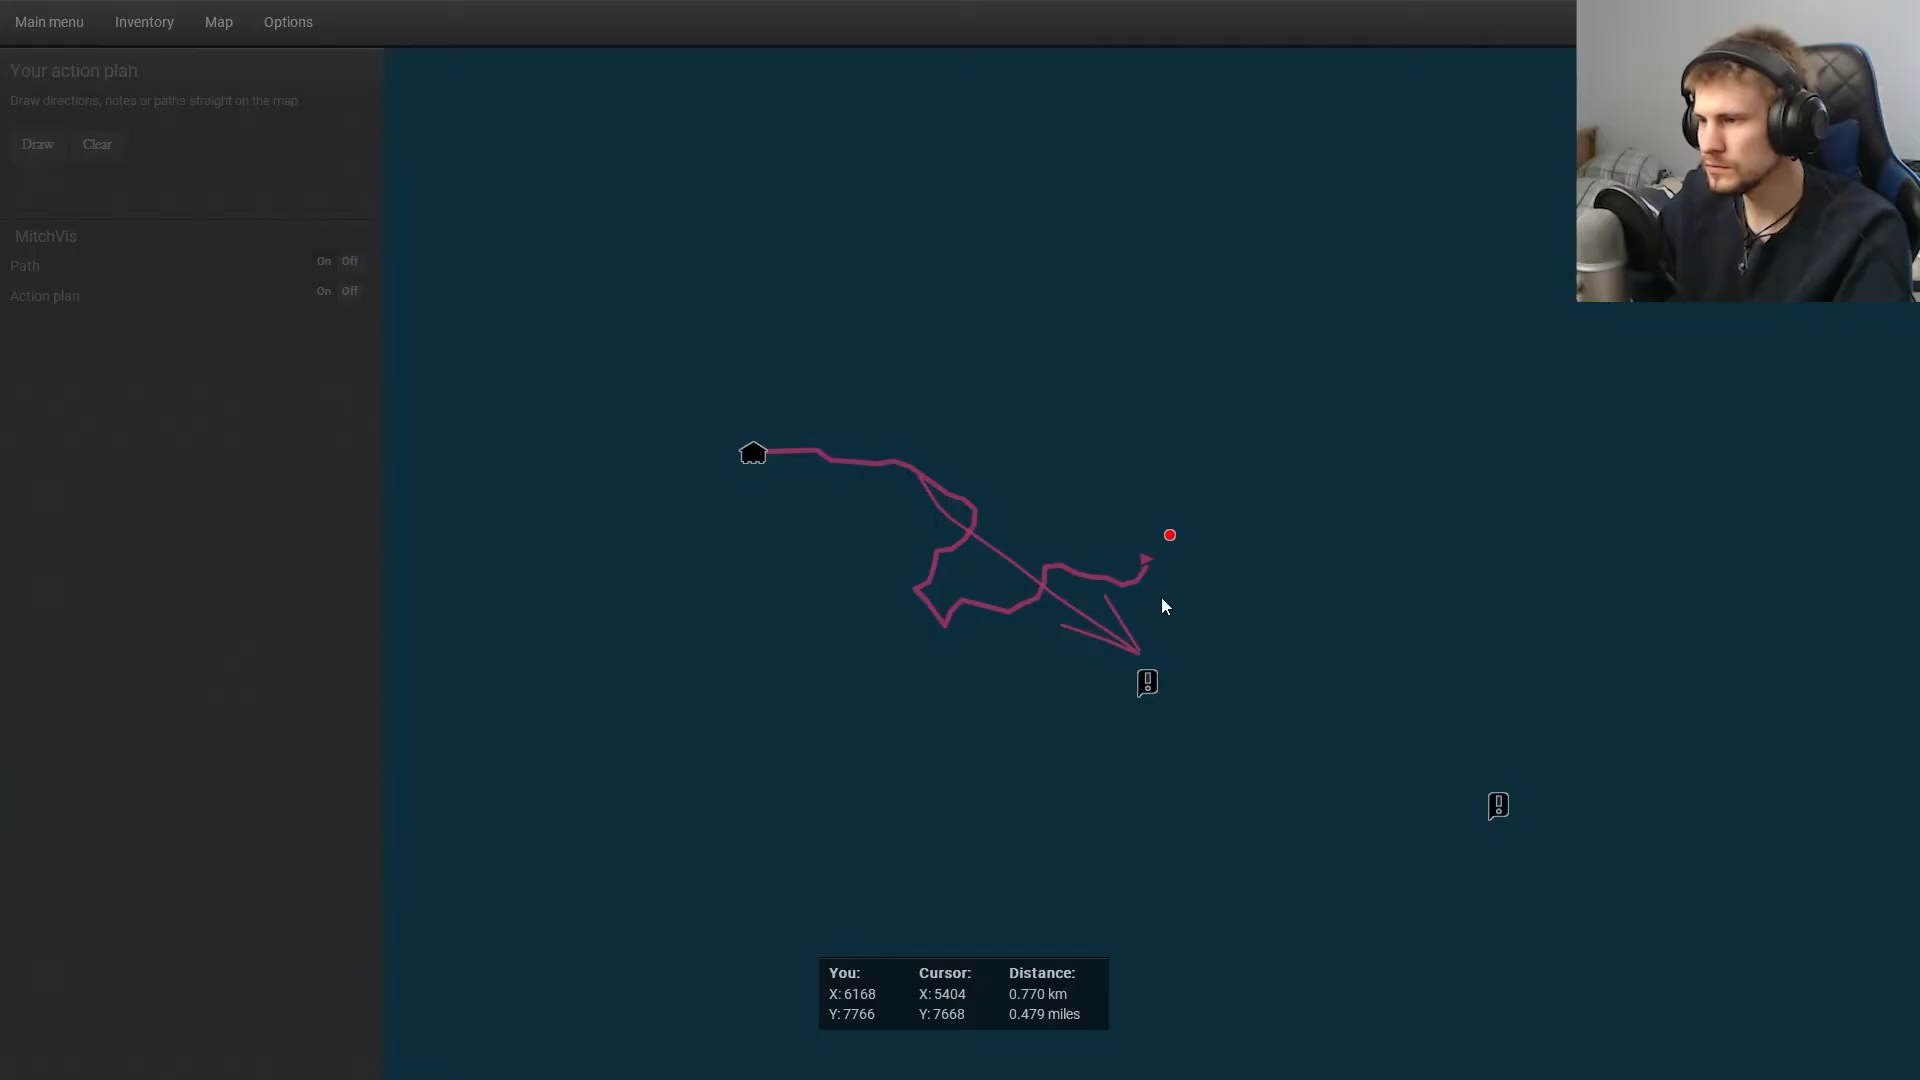 Main menu Inventory Map Options
Your action plan
Draw directions, notes or paths straight on the map
Draw Clear
MitchVis
Path On Off
Action plan On Off
You: Cursor: Distance:
X: 6168 X: 5404 0.770 km
Y: 7766 Y: 7668 0.479 miles